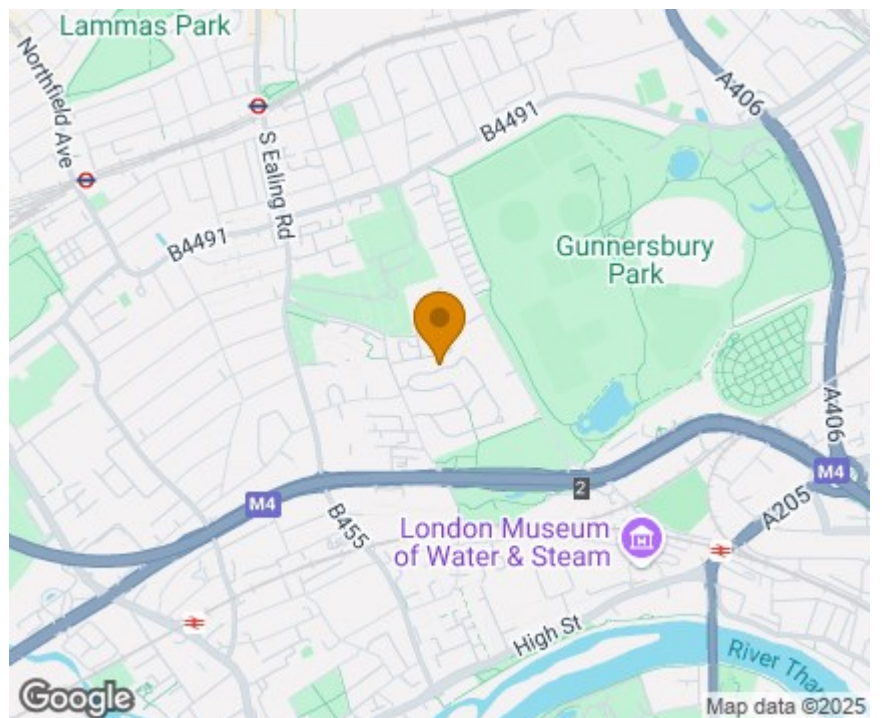 Lammas Park
Northfield Ave
S Ealing Rd
B4491
A406
B4491
Gunnersbury
Park
A406
M4
2
M4
A205
B455
London Museum
of Water & Steam
High St
River
Google
Map data ©2025